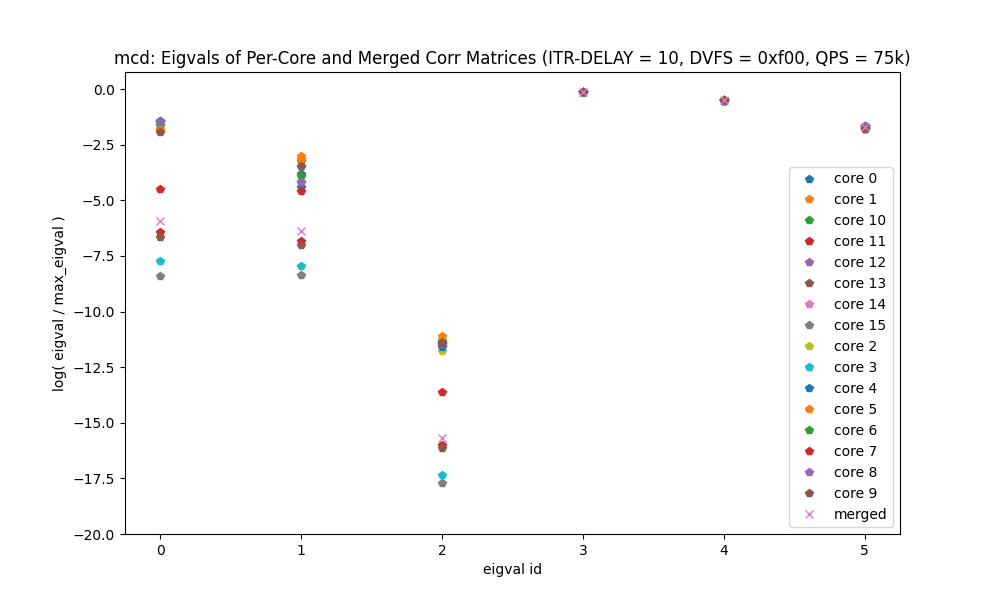 mcd: Eigvals of Per-Core and Merged Corr Matrices (ITR-DELAY = 10, DVFS = 0xf00, QPS = 75k)
log( eigval / max_eigval )
0.0
−2.5
−5.0
−7.5
−10.0
−12.5
−15.0
−17.5
−20.0
core 0
core 1
core 10
core 11
core 12
core 13
core 14
core 15
core 2
core 3
core 4
core 5
core 6
core 7
core 8
core 9
merged
0 1 2 3 4 5
eigval id